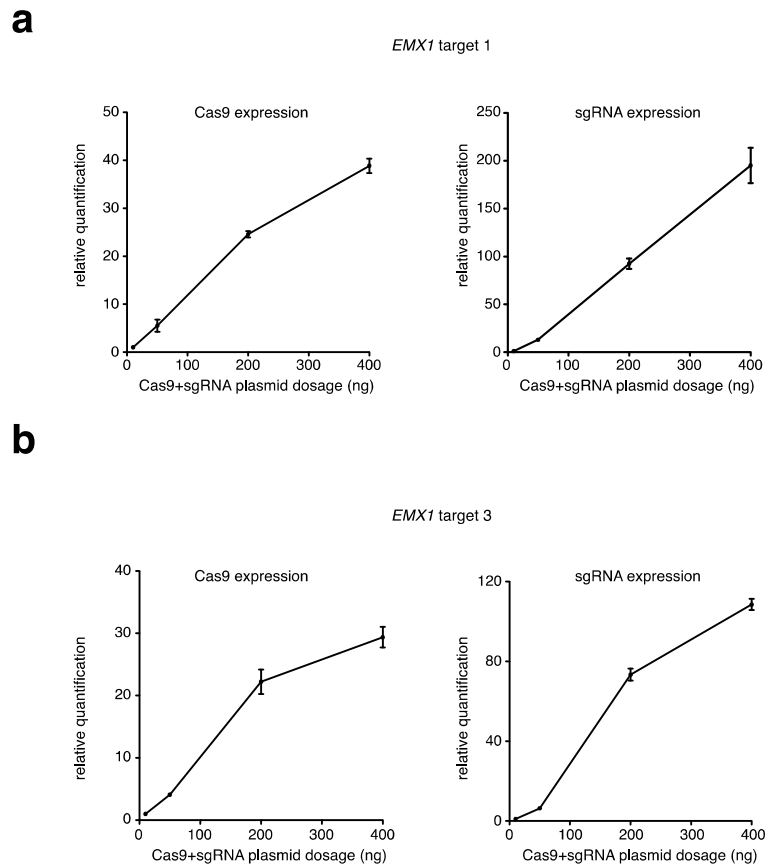 a
EMX1 target 1
Cas9 expression
50
40
30
20
10
0
relative quantification
0 100 200 300 400
Cas9+sgRNA plasmid dosage (ng)
sgRNA expression
250
200
150
100
50
0
relative quantification
0 100 200 300 400
Cas9+sgRNA plasmid dosage (ng)
b
EMX1 target 3
Cas9 expression
40
30
20
10
0
relative quantification
0 100 200 300 400
Cas9+sgRNA plasmid dosage (ng)
sgRNA expression
120
80
40
0
relative quantification
0 100 200 300 400
Cas9+sgRNA plasmid dosage (ng)